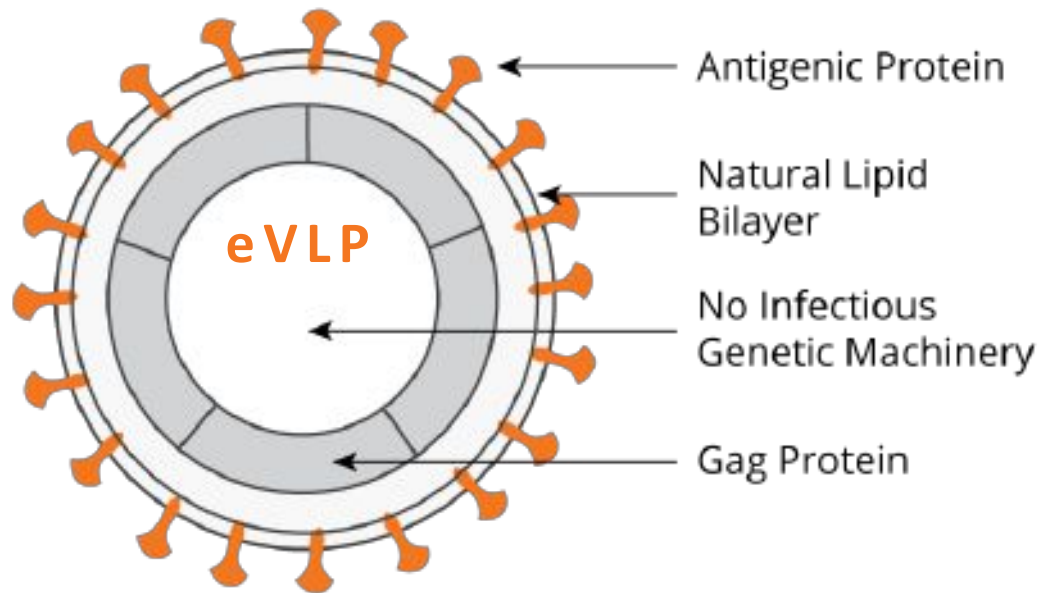 Antigenic Protein
Natural Lipid
Bilayer
eVLP
No Infectious
Genetic Machinery
Gag Protein